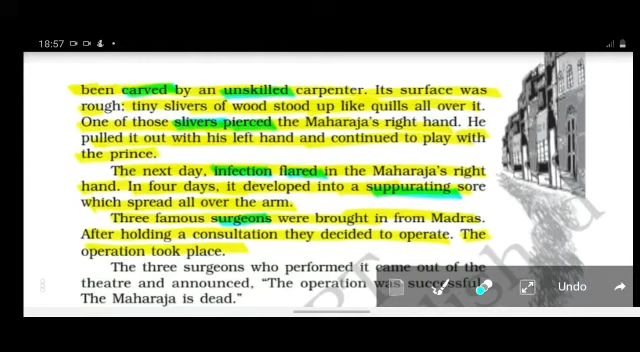 18:57
been carved by an unskilled carpenter. Its surface was
rough; tiny slivers of wood stood up like quills all over it.
One of those slivers pierced the Maharaja's right hand. He
pulled it out with his left hand and continued to play with
the prince.
The next day, infection flared in the Maharaja's right
hand. In four days, it developed into a suppurating sore
which spread all over the arm.
Three famous surgeons were brought in from Madras.
After holding a consultation they decided to operate. The
operation took place.
The three surgeons who performed it came out of the
theatre and announced, “The operation was successful.
The Maharaja is dead.”
Undo